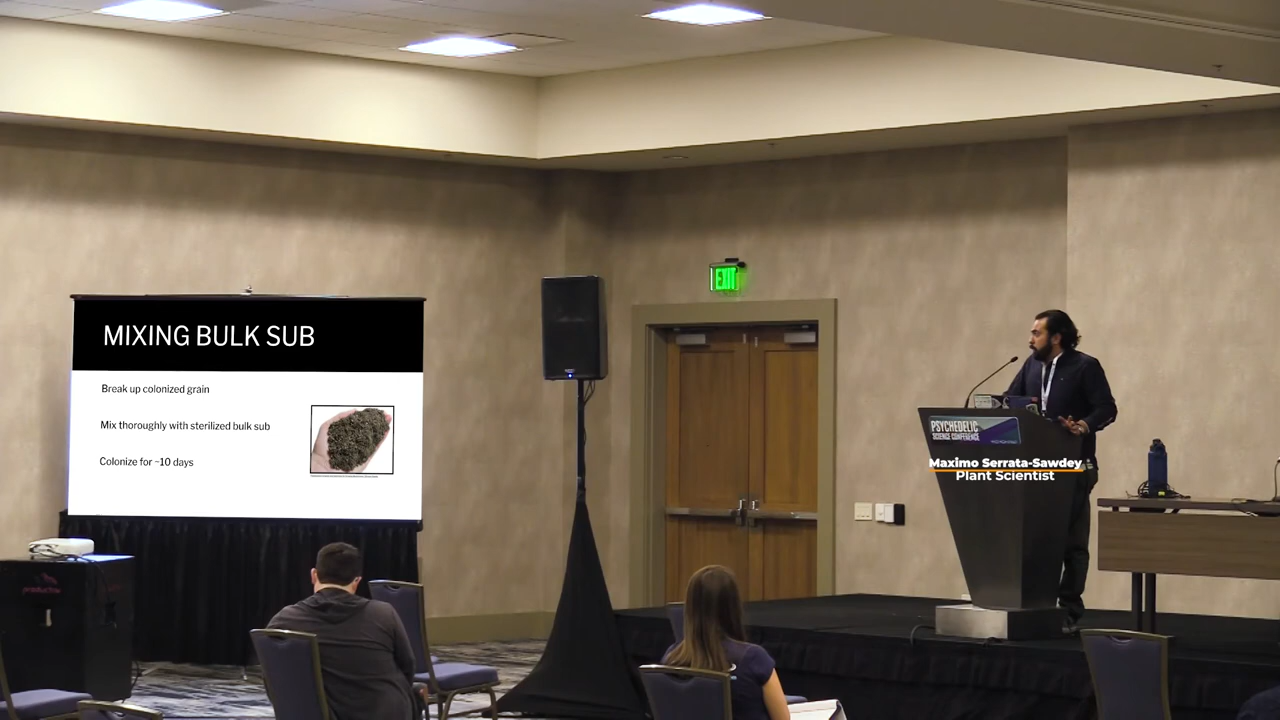 MIXING BULK SUB
Break up colonized grain
Mix thoroughly with sterilized bulk sub
Colonize for ~10 days
EXIT
PSYCHEDELIC
SCIENCE CONFERENCE
Maximo Serrata-Sawdey
Plant Scientist